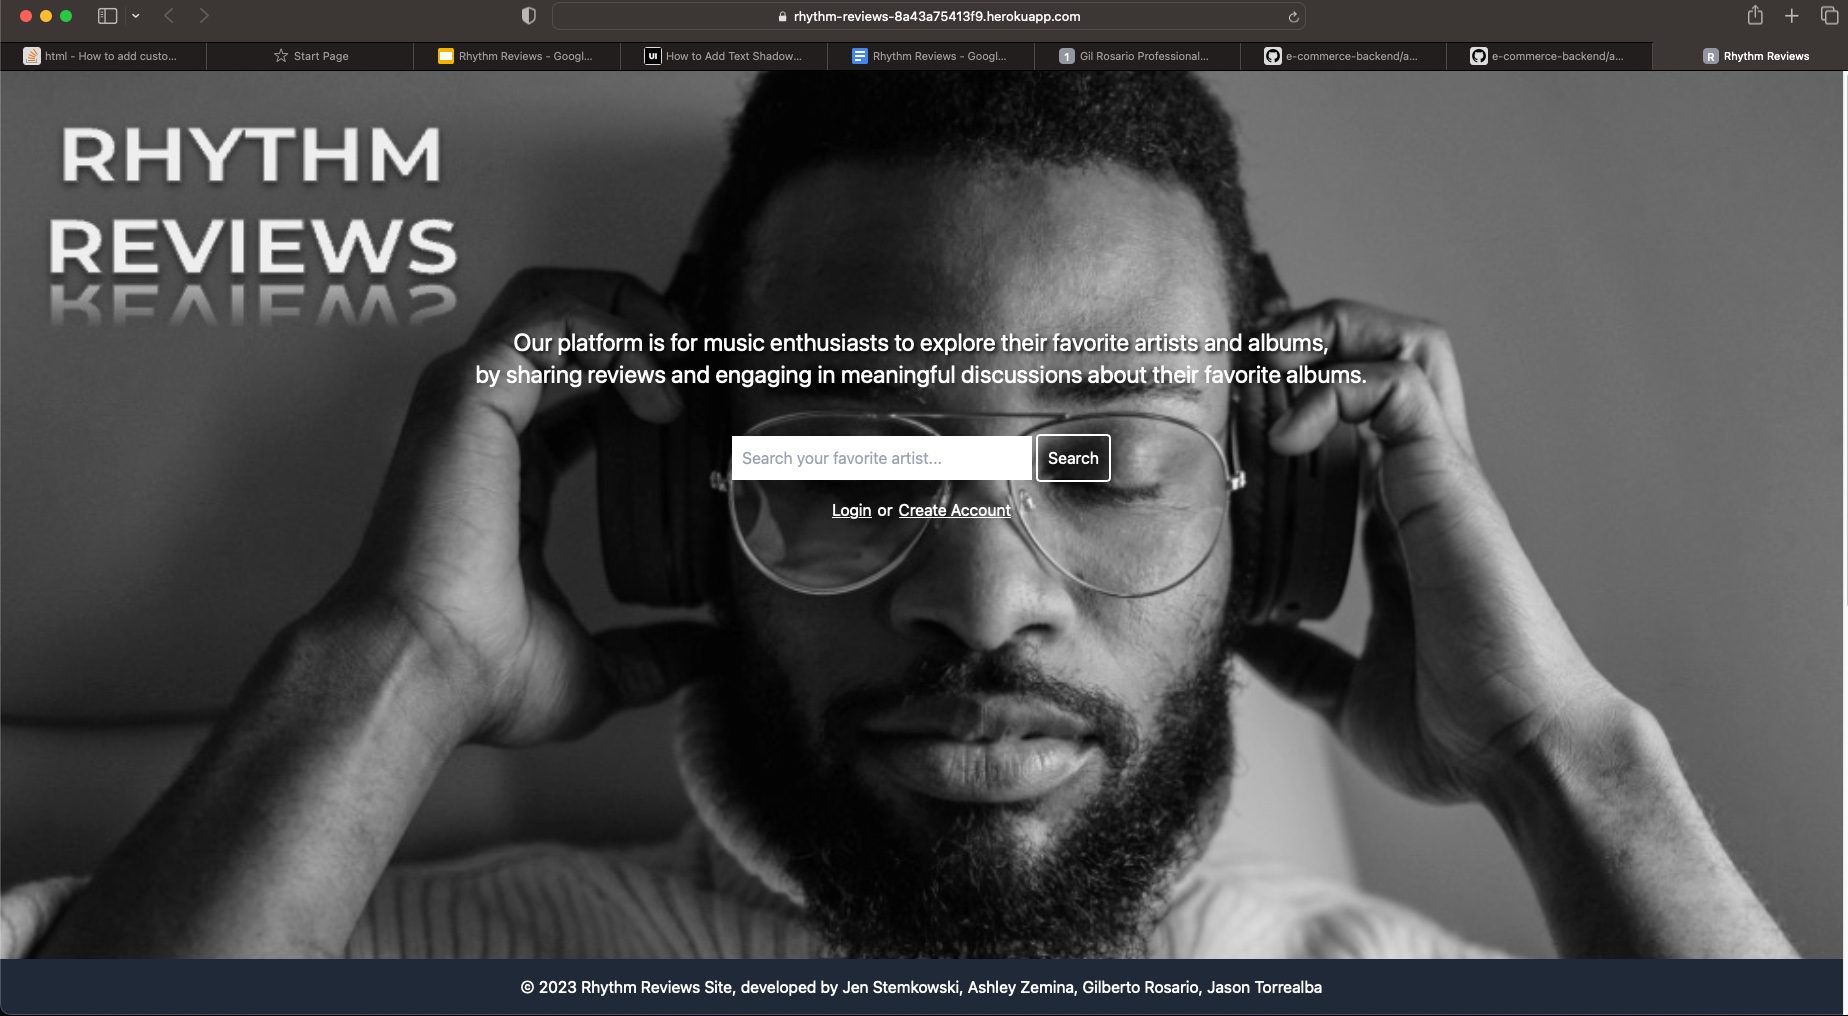 rhythm-reviews-8a43a75413f9.herokuapp.com
html - How to add custo...
Start Page
Rhythm Reviews - Googl...
UI How to Add Text Shadow...
Rhythm Reviews - Googl...
1 Gil Rosario Professional...
e-commerce-backend/a...
e-commerce-backend/a...
R Rhythm Reviews
RHYTHM
REVIEWS
Our platform is for music enthusiasts to explore their favorite artists and albums,
by sharing reviews and engaging in meaningful discussions about their favorite albums.
Search your favorite artist... Search
Login or Create Account
© 2023 Rhythm Reviews Site, developed by Jen Stemkowski, Ashley Zemina, Gilberto Rosario, Jason Torrealba